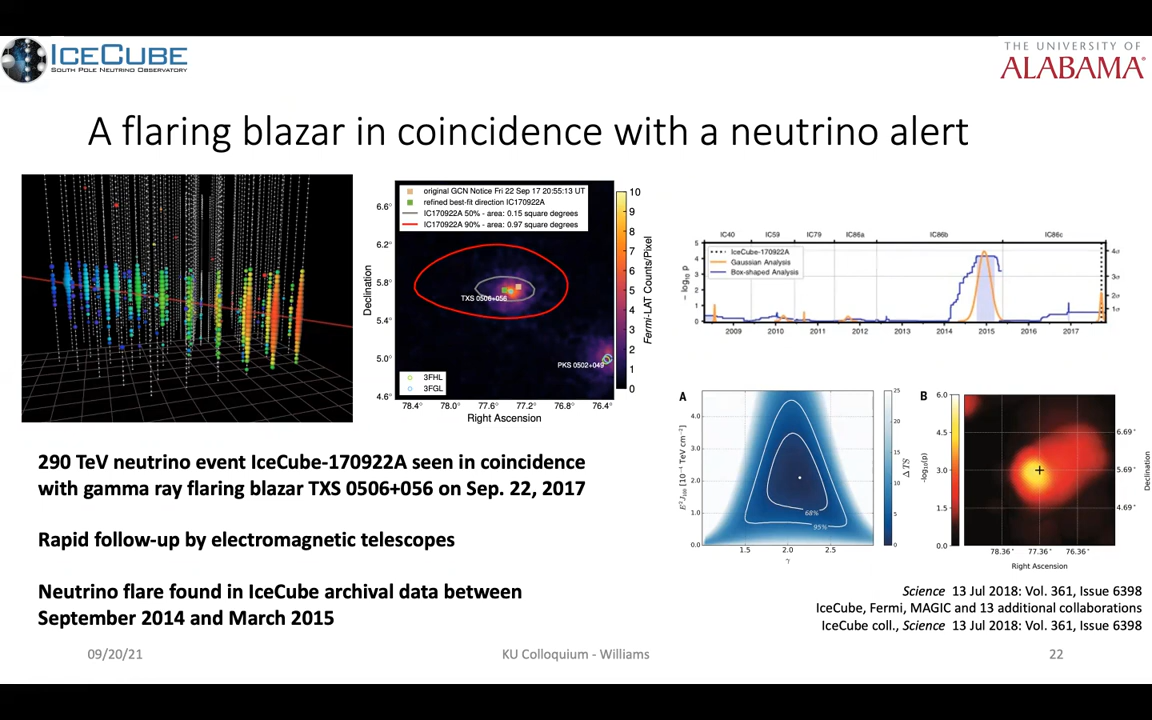 ICECUBE
SOUTH POLE NEUTRINO OBSERVATORY
THE UNIVERSITY OF
ALABAMA®
A flaring blazar in coincidence with a neutrino alert
original GCN Notice Fri 22 Sep 17 20:55:13 UT
refined best-fit direction IC170922A
IC170922A 50% - area: 0.15 square degrees
IC170922A 90% - area: 0.97 square degrees
6.6°
6.2°
5.8°
5.4°
5.0°
4.6°
Declination
TXS 0506+056
PKS 0502+049
3FHL
3FGL
78.4° 78.0° 77.6° 77.2° 76.8° 76.4°
Right Ascension
10
9
8
7
6
5
4
3
2
1
0
Fermi-LAT Counts/Pixel
IC40 IC59 IC79 IC86a IC86b IC86c
IceCube-170922A
Gaussian Analysis
Box-shaped Analysis
5
4
3
2
1
0
− log₁₀ p
4σ
3σ
2σ
1σ
2009 2010 2011 2012 2013 2014 2015 2016 2017
A
4.0
3.0
2.0
1.0
0.0
E²J₁₀₀ [10⁻⁴ TeV cm⁻²]
68%
95%
1.5 2.0 2.5
γ
25
20
15
10
5
0
ΔTS
B
6.0
4.5
3.0
1.5
0.0
-log₁₀(p)
6.69°
5.69°
4.69°
Declination
78.36° 77.36° 76.36°
Right Ascension
290 TeV neutrino event IceCube-170922A seen in coincidence
with gamma ray flaring blazar TXS 0506+056 on Sep. 22, 2017
Rapid follow-up by electromagnetic telescopes
Neutrino flare found in IceCube archival data between
September 2014 and March 2015
Science 13 Jul 2018: Vol. 361, Issue 6398
IceCube, Fermi, MAGIC and 13 additional collaborations
IceCube coll., Science 13 Jul 2018: Vol. 361, Issue 6398
09/20/21
KU Colloquium - Williams
22